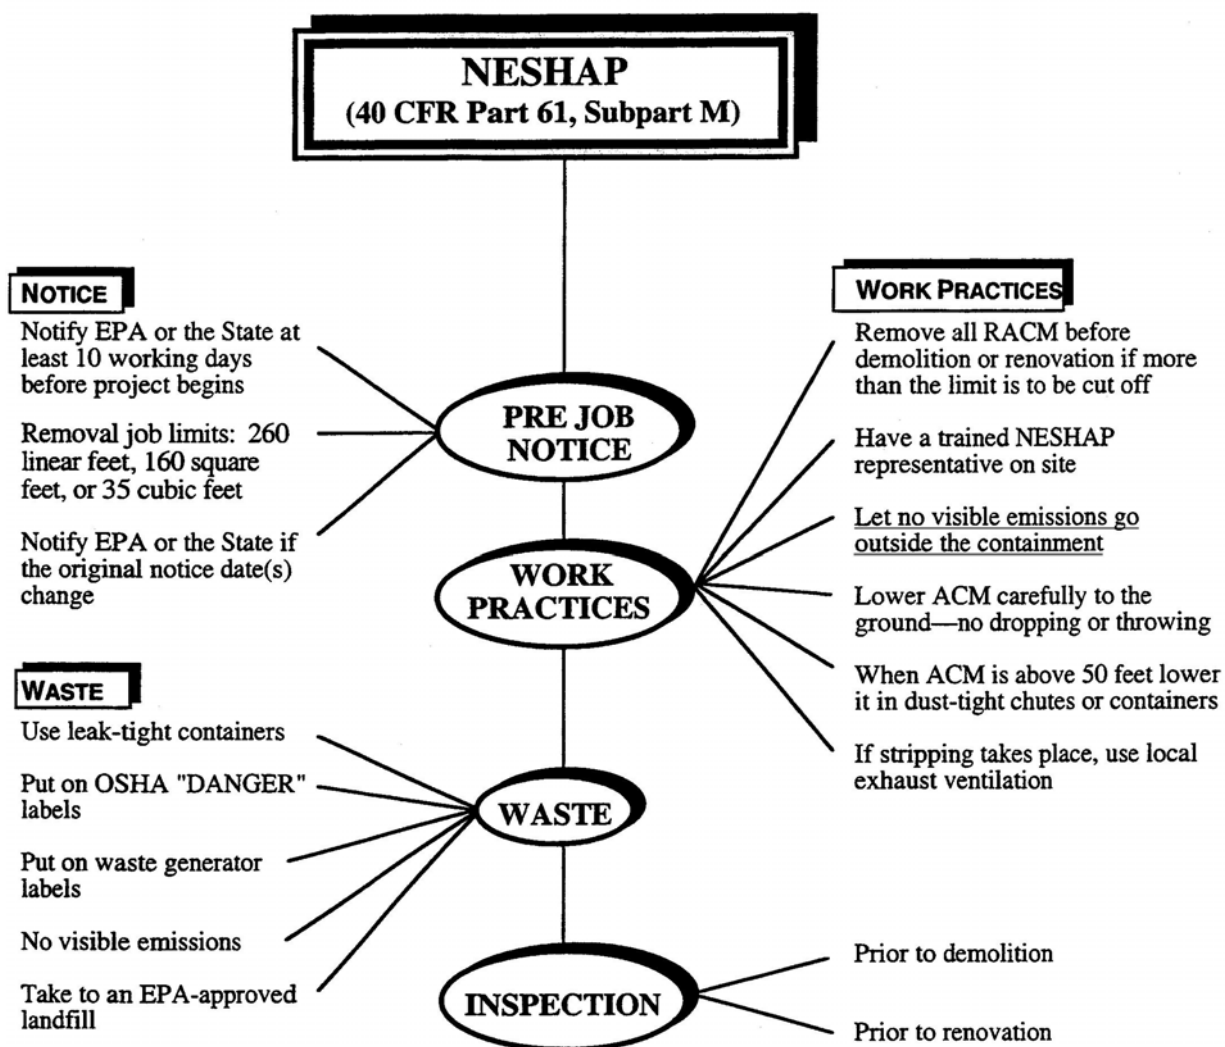 NESHAP
(40 CFR Part 61, Subpart M)
NOTICE
Notify EPA or the State at
least 10 working days
before project begins
Removal job limits: 260
linear feet, 160 square
feet, or 35 cubic feet
Notify EPA or the State if
the original notice date(s)
change
PRE JOB
NOTICE
WORK PRACTICES
Remove all RACM before
demolition or renovation if more
than the limit is to be cut off
Have a trained NESHAP
representative on site
Let no visible emissions go
outside the containment
Lower ACM carefully to the
ground—no dropping or throwing
When ACM is above 50 feet lower
it in dust-tight chutes or containers
If stripping takes place, use local
exhaust ventilation
WORK
PRACTICES
WASTE
Use leak-tight containers
Put on OSHA "DANGER"
labels
Put on waste generator
labels
No visible emissions
Take to an EPA-approved
landfill
WASTE
INSPECTION
Prior to demolition
Prior to renovation